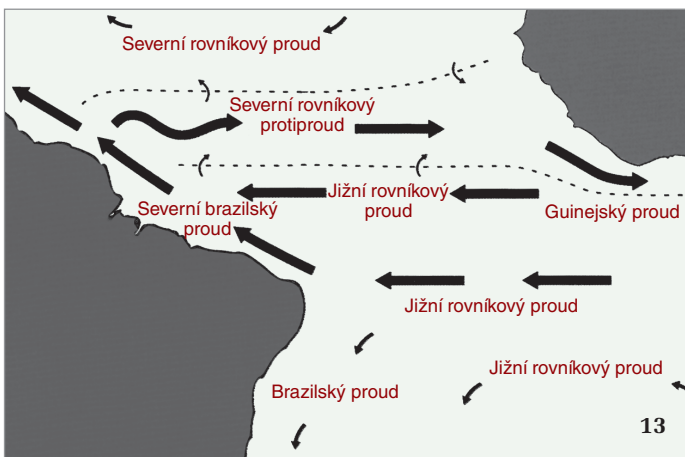 Severní rovníkový proud
Severní rovníkový
protiproud
Jižní rovníkový
proud
Severní brazilský
proud
Guinejský proud
Jižní rovníkový proud
Jižní rovníkový proud
Brazilský proud
13